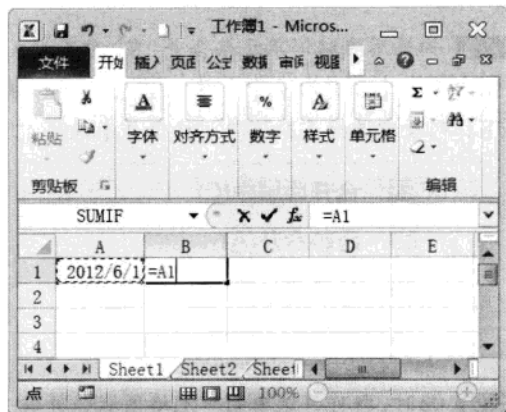 工作簿1 - Micros...
文件 开始 插入 页面 公式 数据 审阅 视图
粘贴 字体 对齐方式 数字 样式 单元格
剪贴板 编辑
SUMIF =A1
A B C D E
1 2012/6/1 =A1
2
3
4
Sheet1 Sheet2 Sheet
点 100%